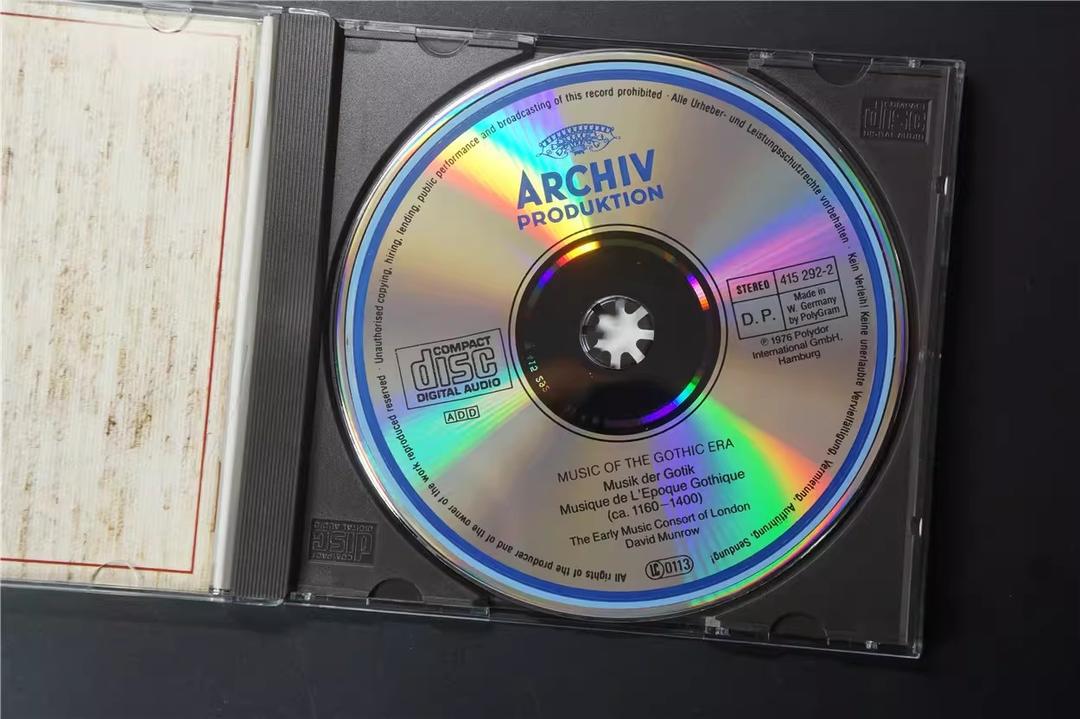 ARCHIV
PRODUKTION
STEREO
415 292-2
D.P.
Made in
W. Germany
by PolyGram
℗ 1976 Polydor
International GmbH,
Hamburg
COMPACT
disc
DIGITAL AUDIO
ADD
MUSIC OF THE GOTHIC ERA
Musik der Gotik
Musique de L'Epoque Gothique
(ca. 1160–1400)
The Early Music Consort of London
David Munrow
0113
All rights of the producer and of the owner of the work reproduced reserved · Unauthorised copying, hiring, lending, public performance and broadcasting of this record prohibited · Alle Urheber- und Leistungsschutzrechte vorbehalten · Kein Verleih! Keine unerlaubte Vervielfältigung, Vermietung, Aufführung, Sendung!
COMPACT
disc
DIGITAL AUDIO
COMPACT
disc
DIGITAL AUDIO